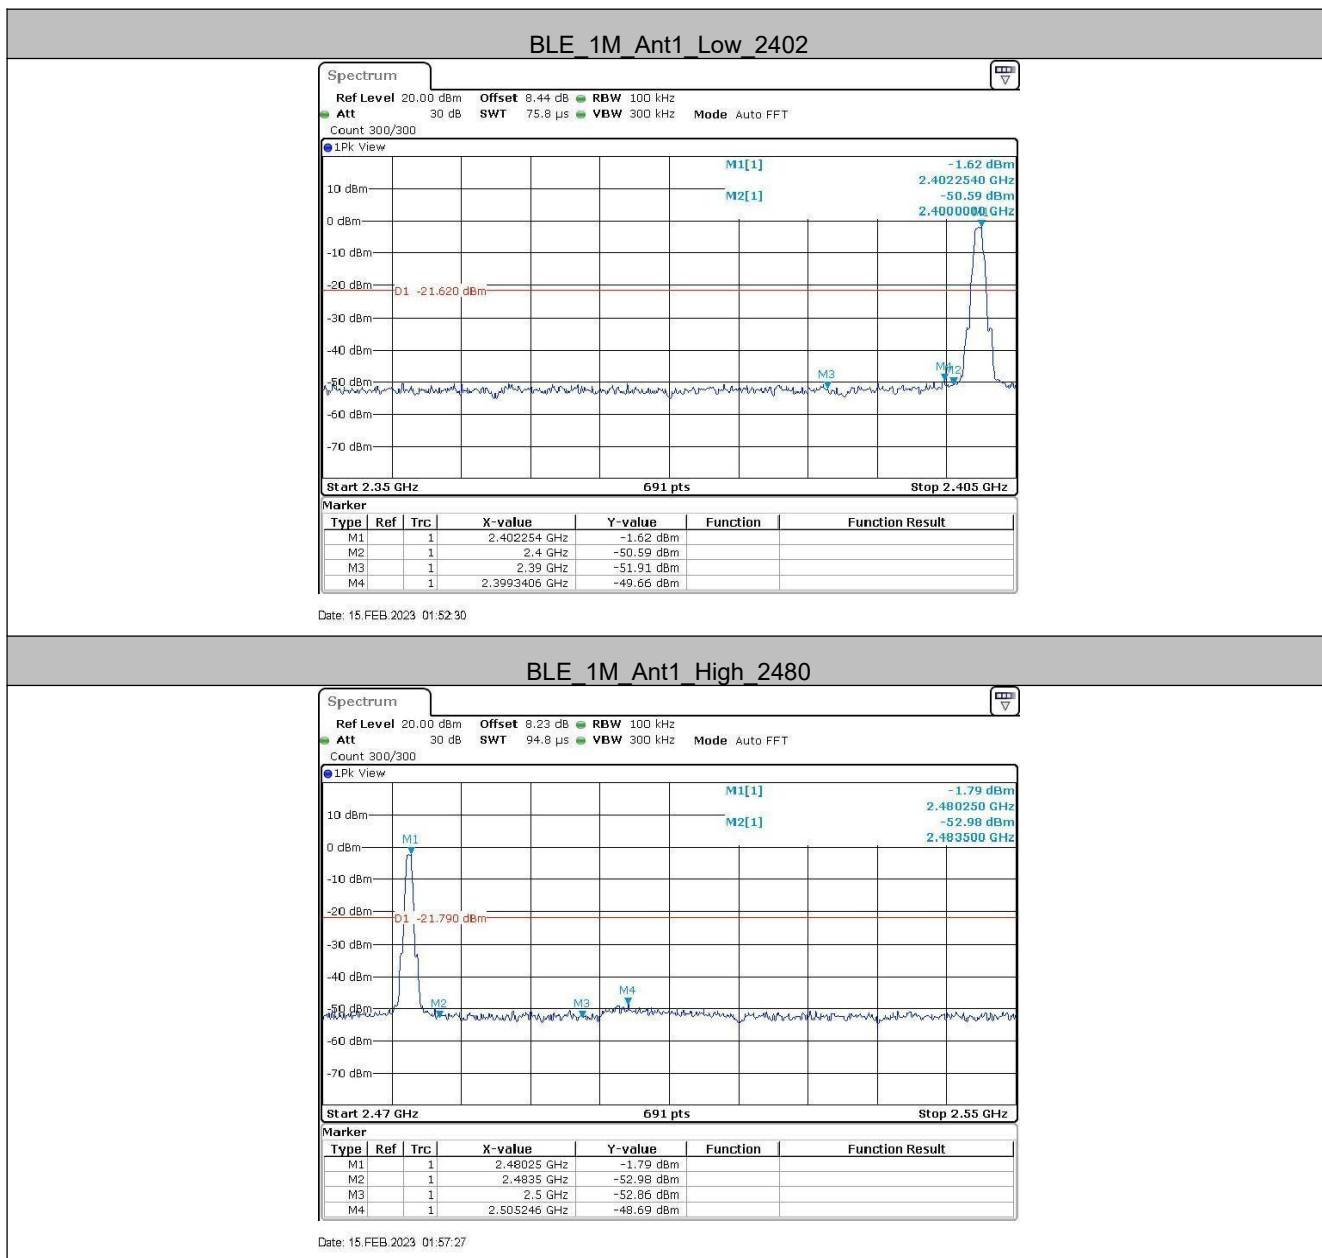 BLE_1M_Ant1_Low_2402
Spectrum
Ref Level 20.00 dBm Offset 8.44 dB RBW 100 kHz
Att 30 dB SWT 75.8 µs VBW 300 kHz Mode Auto FFT
Count 300/300
1Pk View
M1[1] -1.62 dBm
2.4022540 GHz
10 dBm
M2[1] -50.59 dBm
2.4000000 GHz
M1
0 dBm
-10 dBm
-20 dBm
D1 -21.620 dBm
-30 dBm
-40 dBm
M3 M4 M2
-50 dBm
-60 dBm
-70 dBm
Start 2.35 GHz 691 pts Stop 2.405 GHz
Marker
Type Ref Trc X-value Y-value Function Function Result
M1 1 2.402254 GHz -1.62 dBm
M2 1 2.4 GHz -50.59 dBm
M3 1 2.39 GHz -51.91 dBm
M4 1 2.3993406 GHz -49.66 dBm
Date: 15.FEB.2023 01:52:30
BLE_1M_Ant1_High_2480
Spectrum
Ref Level 20.00 dBm Offset 8.23 dB RBW 100 kHz
Att 30 dB SWT 94.8 µs VBW 300 kHz Mode Auto FFT
Count 300/300
1Pk View
M1[1] -1.79 dBm
2.480250 GHz
10 dBm
M2[1] -52.98 dBm
2.483500 GHz
M1
0 dBm
-10 dBm
-20 dBm
D1 -21.790 dBm
-30 dBm
-40 dBm
M4
M2 M3
-50 dBm
-60 dBm
-70 dBm
Start 2.47 GHz 691 pts Stop 2.55 GHz
Marker
Type Ref Trc X-value Y-value Function Function Result
M1 1 2.48025 GHz -1.79 dBm
M2 1 2.4835 GHz -52.98 dBm
M3 1 2.5 GHz -52.86 dBm
M4 1 2.505246 GHz -48.69 dBm
Date: 15.FEB.2023 01:57:27